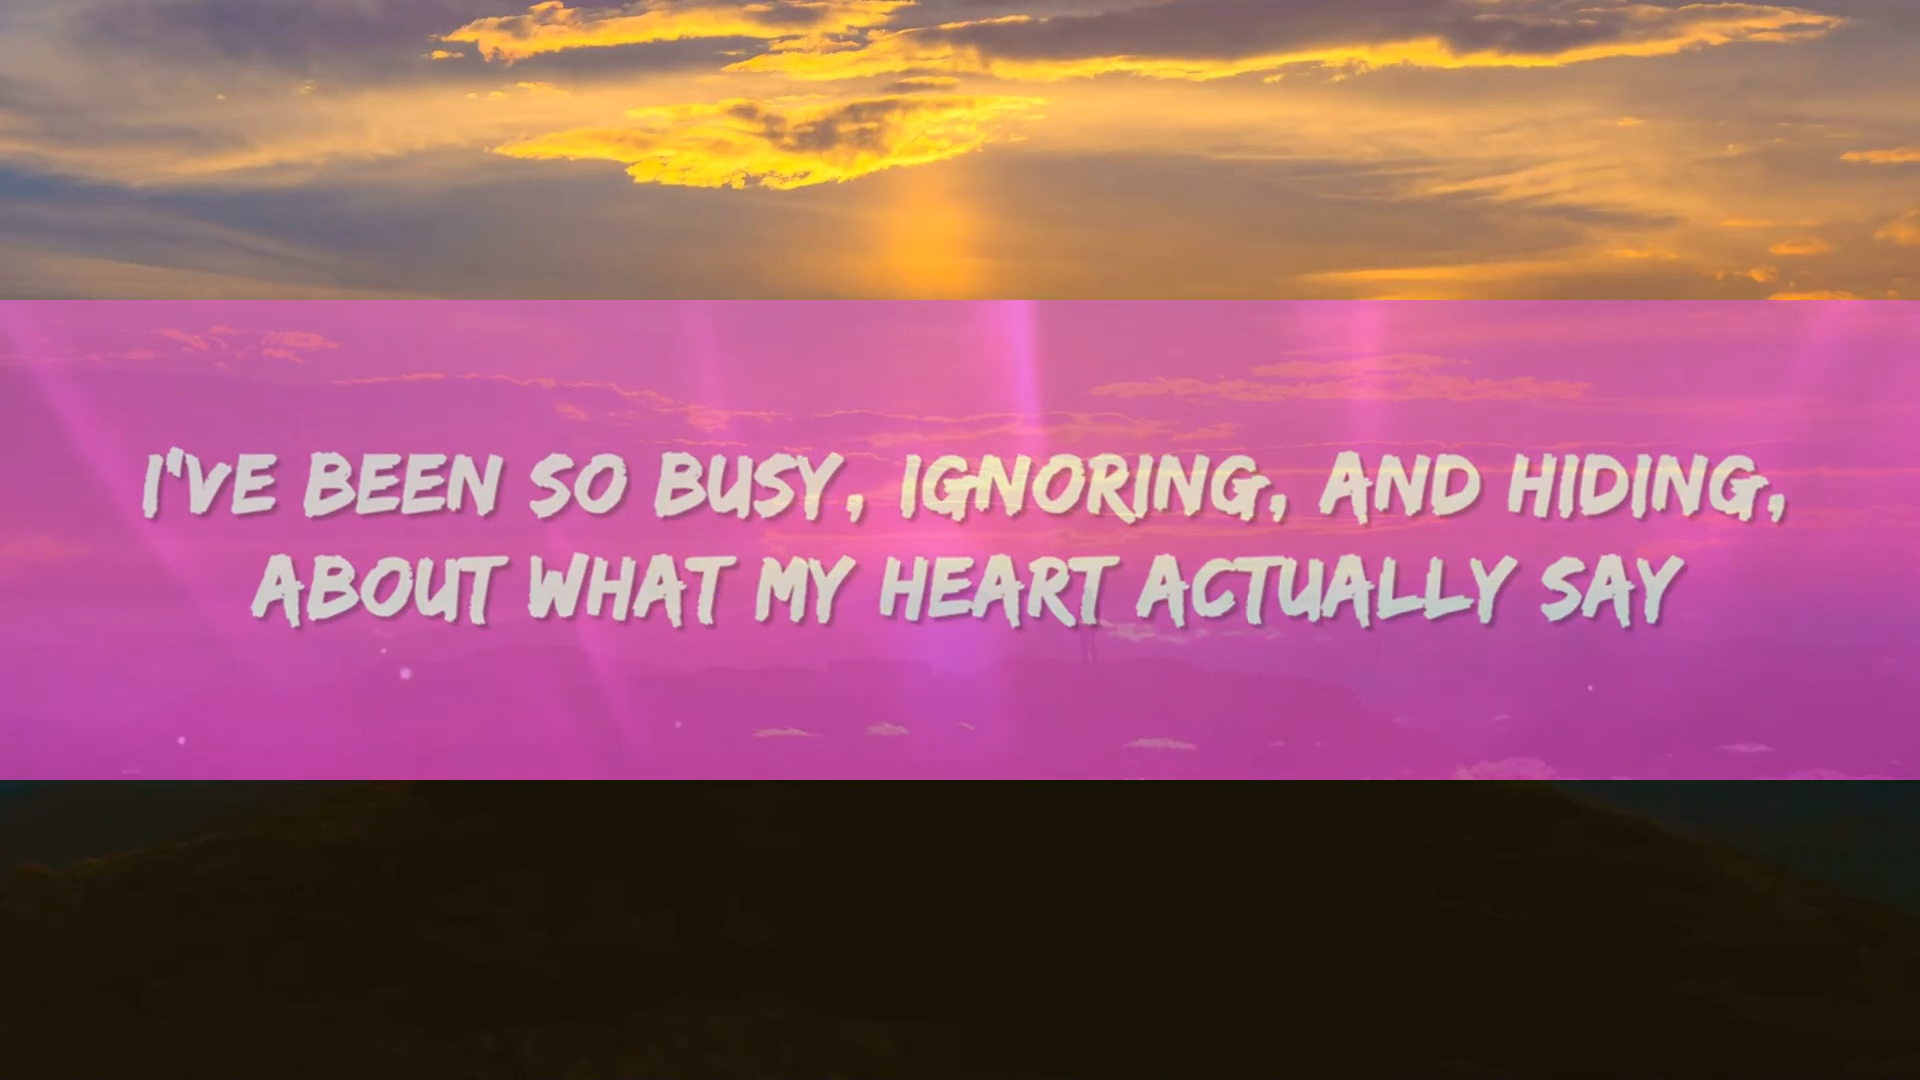 I'VE BEEN SO BUSY, IGNORING, AND HIDING,
ABOUT WHAT MY HEART ACTUALLY SAY